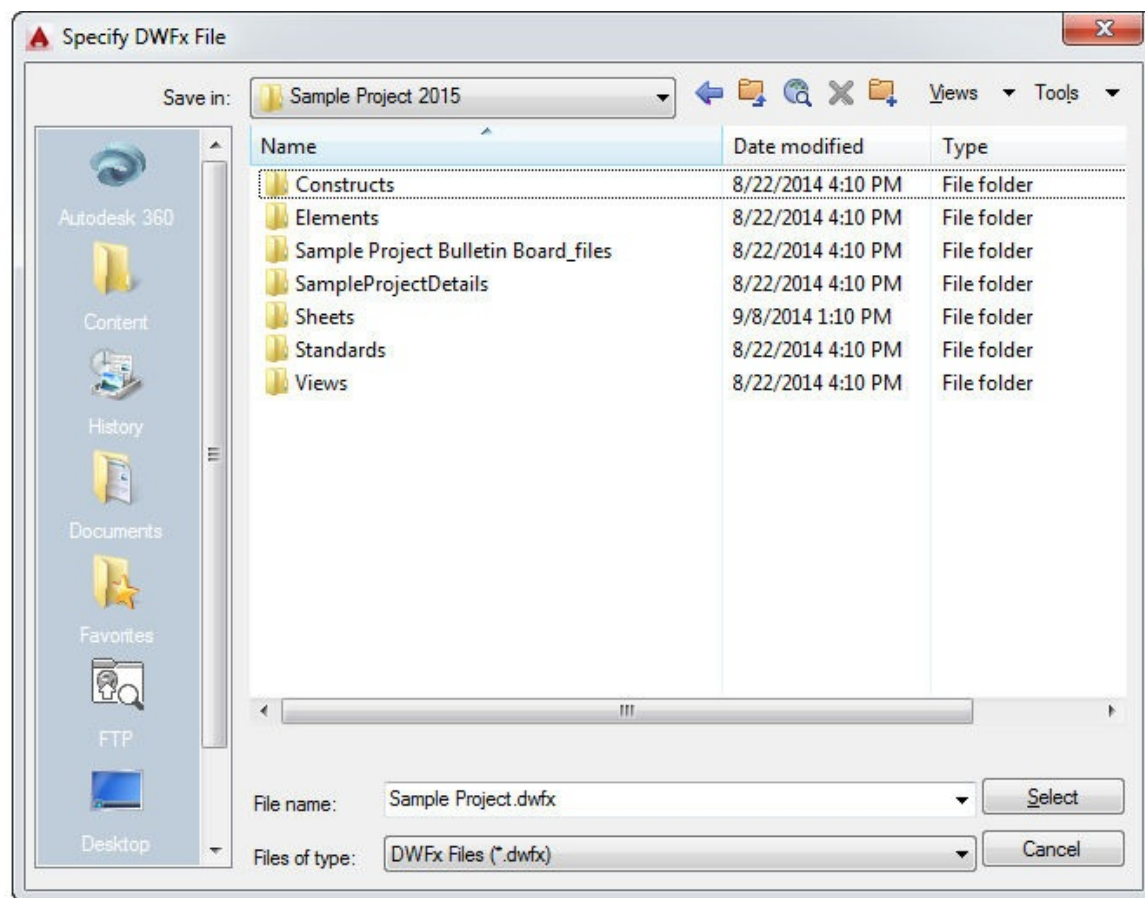 Specify DWFx File
Save in: Sample Project 2015 Views Tools
Name Date modified Type
Constructs 8/22/2014 4:10 PM File folder
Elements 8/22/2014 4:10 PM File folder
Sample Project Bulletin Board_files 8/22/2014 4:10 PM File folder
SampleProjectDetails 8/22/2014 4:10 PM File folder
Sheets 9/8/2014 1:10 PM File folder
Standards 8/22/2014 4:10 PM File folder
Views 8/22/2014 4:10 PM File folder
Autodesk 360
Content
History
Documents
Favorites
FTP
Desktop
File name: Sample Project.dwfx Select
Files of type: DWFx Files (*.dwfx) Cancel